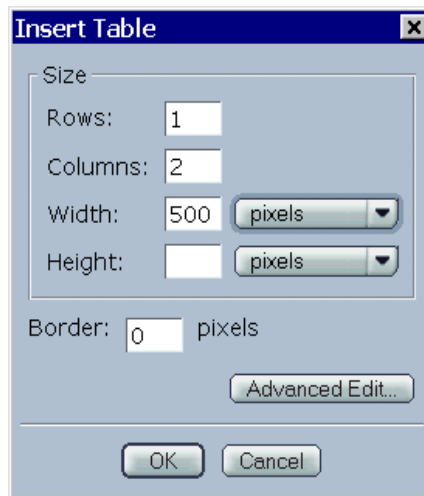 Insert Table
Size
Rows: 1
Columns: 2
Width: 500 pixels
Height: pixels
Border: 0 pixels
Advanced Edit...
OK Cancel